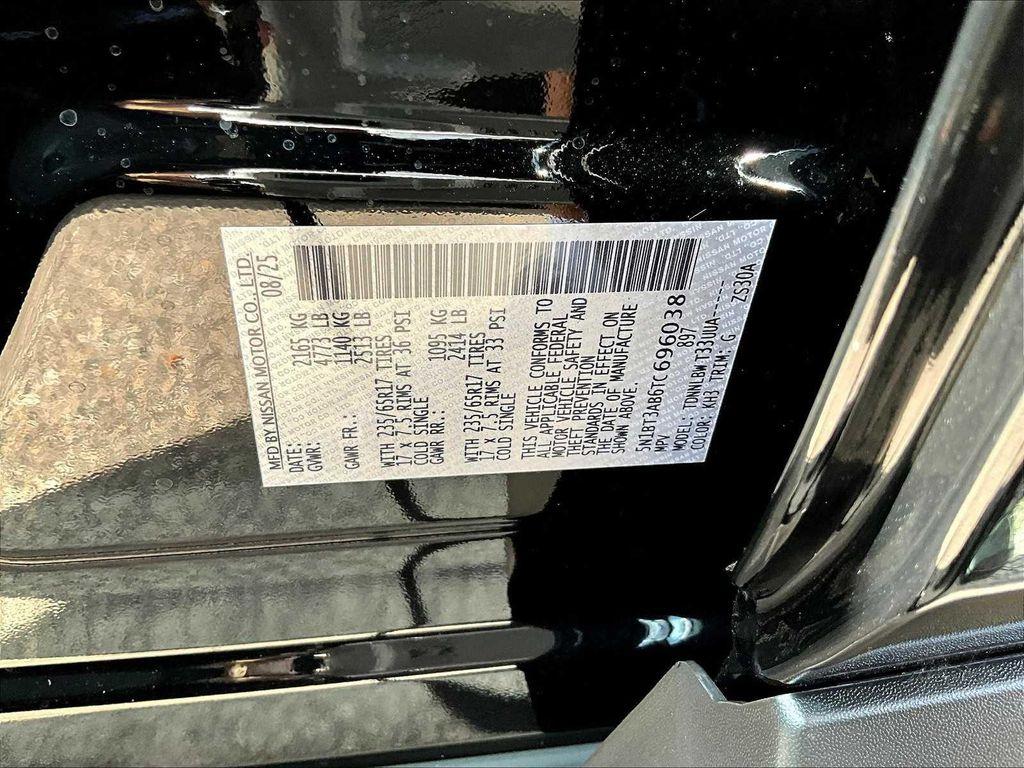 MFD BY NISSAN MOTOR CO., LTD.
DATE: 08/25
GVWR: 2165 KG
4773 LB
GAWR FR.: 1140 KG
2513 LB
WITH 235/65R17 TIRES
17 x 7.5 RIMS AT 36 PSI
COLD SINGLE
GAWR RR.: 1095 KG
2414 LB
WITH 235/65R17 TIRES
17 x 7.5 RIMS AT 33 PSI
COLD SINGLE
THIS VEHICLE CONFORMS TO
ALL APPLICABLE FEDERAL
MOTOR VEHICLE SAFETY AND
THEFT PREVENTION
STANDARDS IN EFFECT ON
THE DATE OF MANUFACTURE
SHOWN ABOVE.
5N1BT3AB6TC696038
MPV 897
MODEL: TDNNLBW T33UUA-----
COLOR: KH3 TRIM: G ZS30A